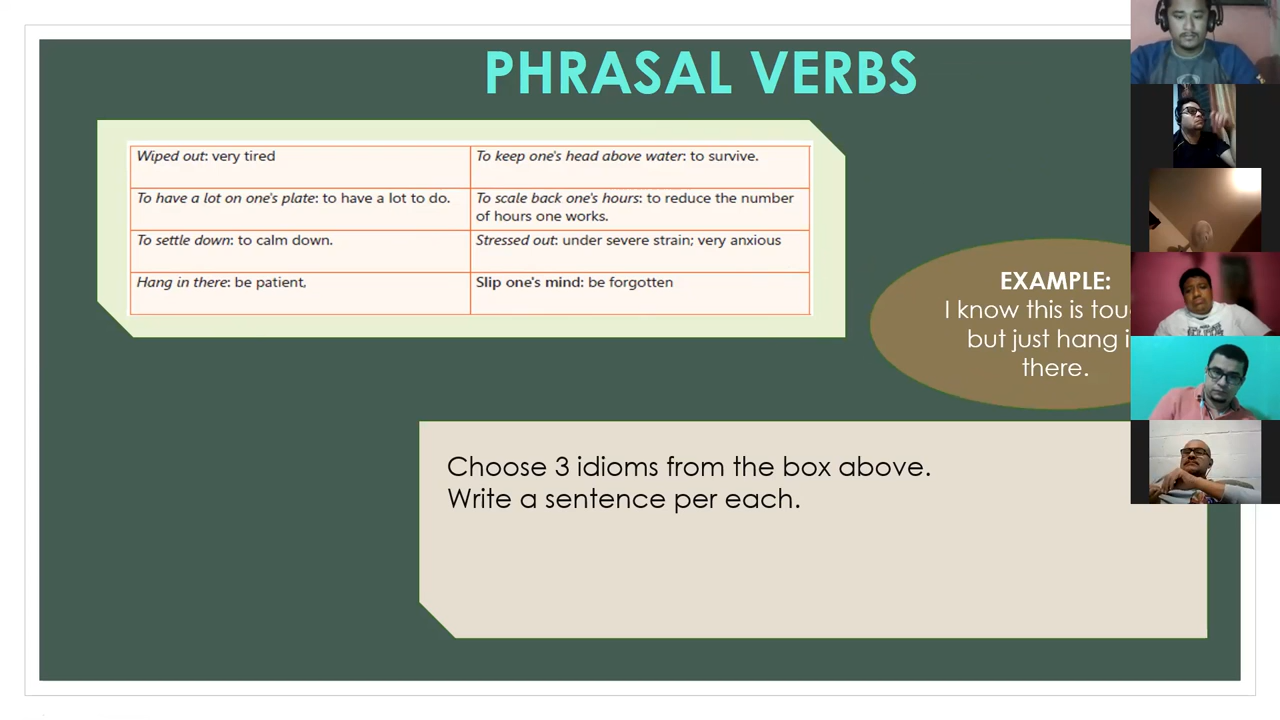 PHRASAL VERBS
Wiped out: very tired
To keep one's head above water: to survive.
To have a lot on one's plate: to have a lot to do.
To scale back one's hours: to reduce the number
of hours one works.
To settle down: to calm down.
Stressed out: under severe strain; very anxious
Hang in there: be patient,
Slip one's mind: be forgotten
EXAMPLE:
I know this is
but just hang
there.
Choose 3 idioms from the box above.
Write a sentence per each.